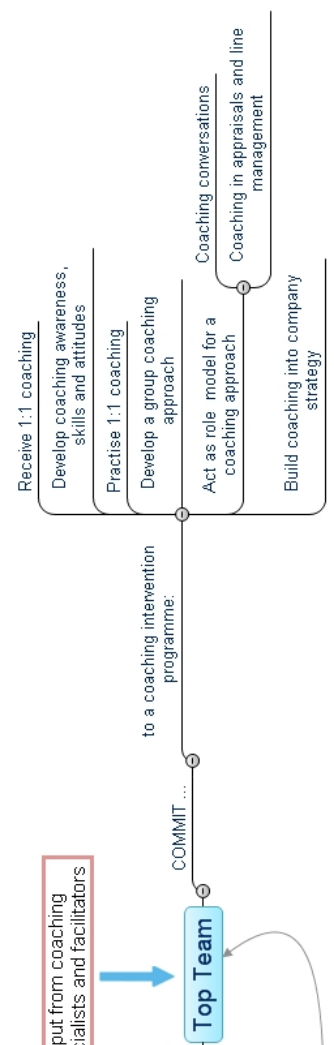 Receive 1:1 coaching
Develop coaching awareness,
skills and attitudes
Practise 1:1 coaching
Develop a group coaching
approach
Act as role model for a
coaching approach
Coaching conversations
Coaching in appraisals and line
management
Build coaching into company
strategy
to a coaching intervention
programme:
COMMIT ...
Top Team
put from coaching
cialists and facilitators